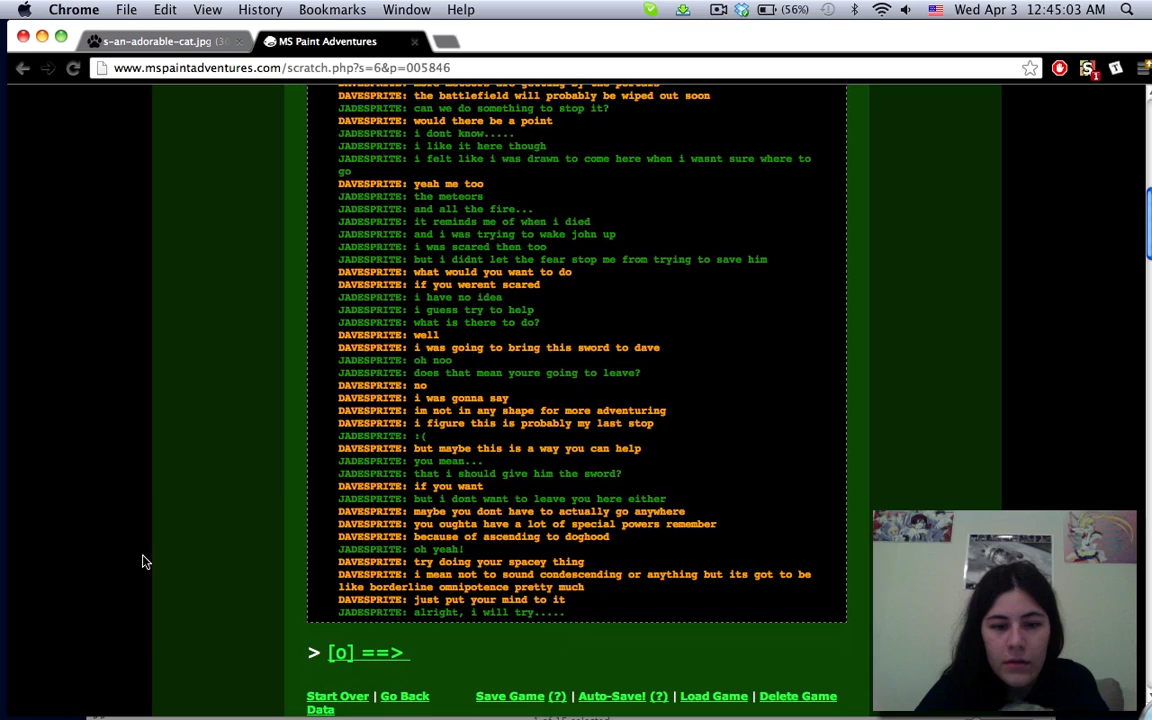 Chrome File Edit View History Bookmarks Window Help (56%) Wed Apr 3 12:45:03 AM
s-an-adorable-cat.jpg MS Paint Adventures
www.mspaintadventures.com/scratch.php?s=6&p=005846
DAVESPRITE: the battlefield will probably be wiped out soon
JADESPRITE: can we do something to stop it?
DAVESPRITE: would there be a point
JADESPRITE: i dont know.....
JADESPRITE: i like it here though
JADESPRITE: i felt like i was drawn to come here when i wasnt sure where to
go
DAVESPRITE: yeah me too
JADESPRITE: the meteors
JADESPRITE: and all the fire...
JADESPRITE: it reminds me of when i died
JADESPRITE: and i was trying to wake john up
JADESPRITE: i was scared then too
JADESPRITE: but i didnt let the fear stop me from trying to save him
DAVESPRITE: what would you want to do
DAVESPRITE: if you werent scared
JADESPRITE: i have no idea
JADESPRITE: i guess try to help
JADESPRITE: what is there to do?
DAVESPRITE: well
DAVESPRITE: i was going to bring this sword to dave
JADESPRITE: oh noo
JADESPRITE: does that mean youre going to leave?
DAVESPRITE: no
DAVESPRITE: i was gonna say
DAVESPRITE: im not in any shape for more adventuring
DAVESPRITE: i figure this is probably my last stop
JADESPRITE: :(
DAVESPRITE: but maybe this is a way you can help
JADESPRITE: you mean...
JADESPRITE: that i should give him the sword?
DAVESPRITE: if you want
JADESPRITE: but i dont want to leave you here either
DAVESPRITE: maybe you dont have to actually go anywhere
DAVESPRITE: you oughta have a lot of special powers remember
DAVESPRITE: because of ascending to doghood
JADESPRITE: oh yeah!
DAVESPRITE: try doing your spacey thing
DAVESPRITE: i mean not to sound condescending or anything but its got to be
like borderline omnipotence pretty much
DAVESPRITE: just put your mind to it
JADESPRITE: alright, i will try.....
> [o] ==>
Start Over | Go Back Save Game (?) | Auto-Save! (?) | Load Game | Delete Game
Data